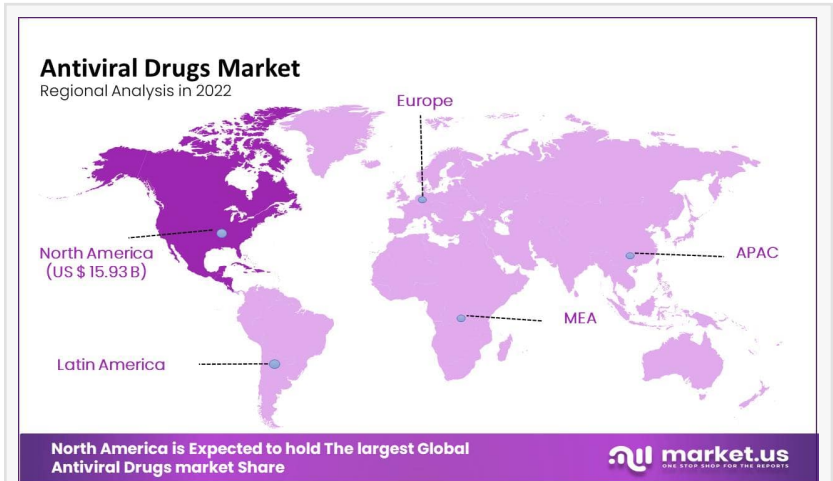 Antiviral Drugs Market
Regional Analysis in 2022
Europe
North America
(US $ 15.93 B)
APAC
MEA
Latin America
North America is Expected to hold The largest Global
Antiviral Drugs market Share
market.us
ONE STOP SHOP FOR THE REPORTS